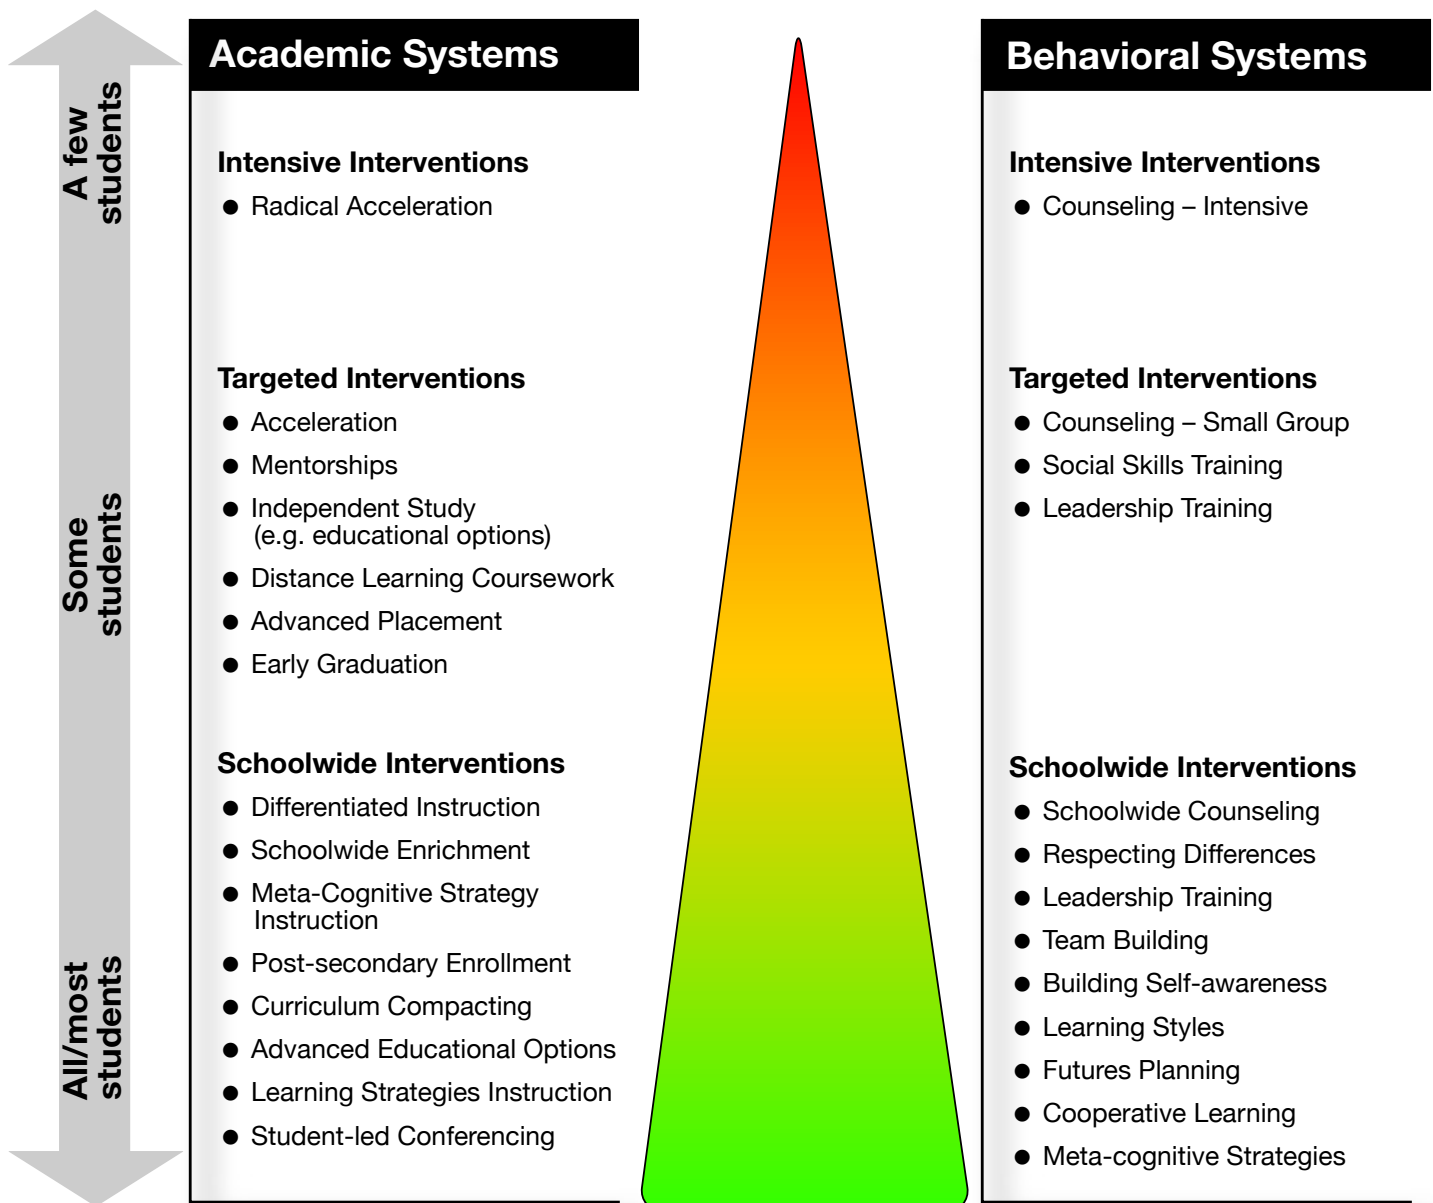 A few
students
Some
students
All/most
students
Academic Systems
Intensive Interventions
● Radical Acceleration
Targeted Interventions
● Acceleration
● Mentorships
● Independent Study
(e.g. educational options)
● Distance Learning Coursework
● Advanced Placement
● Early Graduation
Schoolwide Interventions
● Differentiated Instruction
● Schoolwide Enrichment
● Meta-Cognitive Strategy
Instruction
● Post-secondary Enrollment
● Curriculum Compacting
● Advanced Educational Options
● Learning Strategies Instruction
● Student-led Conferencing
Behavioral Systems
Intensive Interventions
● Counseling – Intensive
Targeted Interventions
● Counseling – Small Group
● Social Skills Training
● Leadership Training
Schoolwide Interventions
● Schoolwide Counseling
● Respecting Differences
● Leadership Training
● Team Building
● Building Self-awareness
● Learning Styles
● Futures Planning
● Cooperative Learning
● Meta-cognitive Strategies